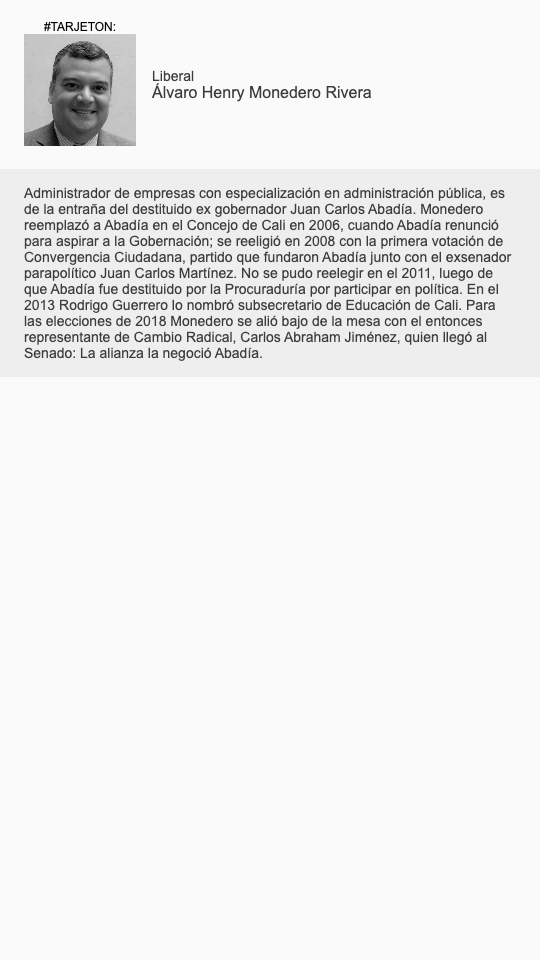 #TARJETON:
Liberal
Álvaro Henry Monedero Rivera
Administrador de empresas con especialización en administración pública, es
de la entraña del destituido ex gobernador Juan Carlos Abadía. Monedero
reemplazó a Abadía en el Concejo de Cali en 2006, cuando Abadía renunció
para aspirar a la Gobernación; se reeligió en 2008 con la primera votación de
Convergencia Ciudadana, partido que fundaron Abadía junto con el exsenador
parapolítico Juan Carlos Martínez. No se pudo reelegir en el 2011, luego de
que Abadía fue destituido por la Procuraduría por participar en política. En el
2013 Rodrigo Guerrero lo nombró subsecretario de Educación de Cali. Para
las elecciones de 2018 Monedero se alió bajo de la mesa con el entonces
representante de Cambio Radical, Carlos Abraham Jiménez, quien llegó al
Senado: La alianza la negoció Abadía.